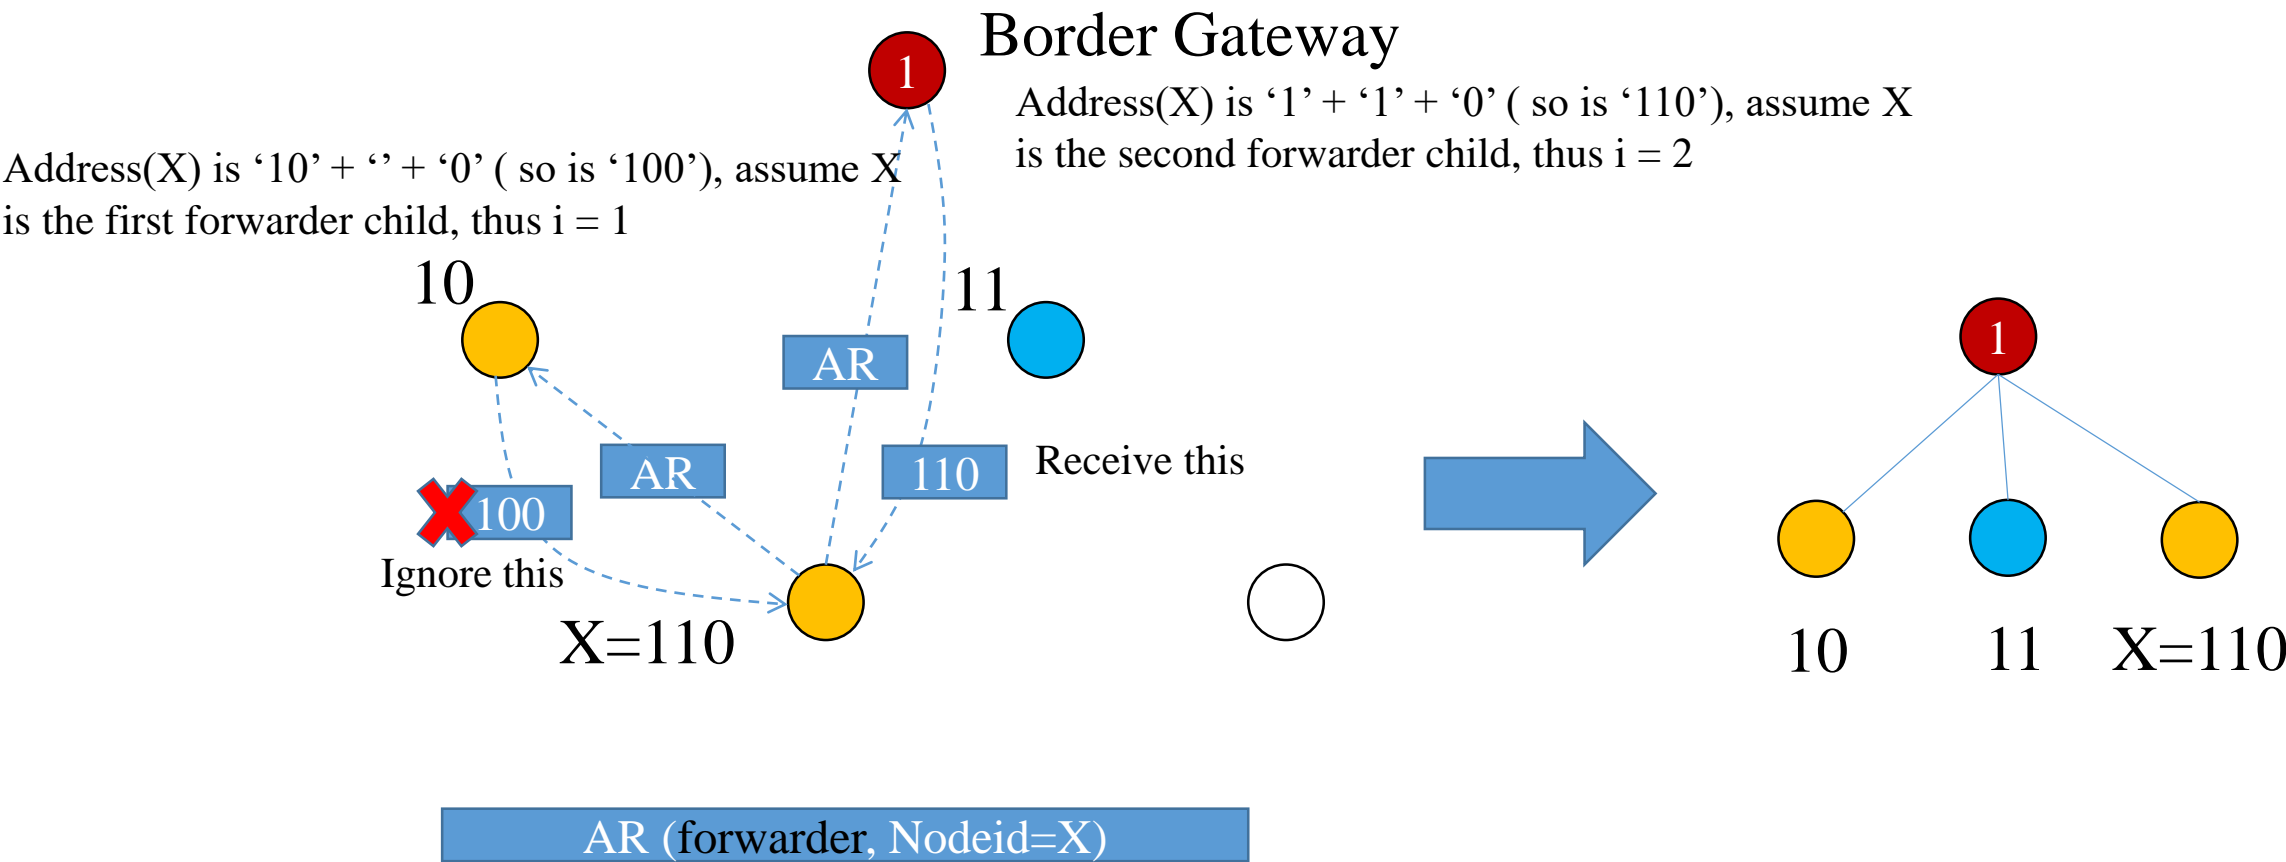 Border Gateway
1
Address(X) is ‘1’ + ‘1’ + ‘0’ ( so is ‘110’), assume X
is the second forwarder child, thus i = 2
Address(X) is ‘10’ + ‘’ + ‘0’ ( so is ‘100’), assume X
is the first forwarder child, thus i = 1
10
11
1
AR
AR
110
Receive this
100
Ignore this
X=110
10
11
X=110
AR (forwarder, Nodeid=X)